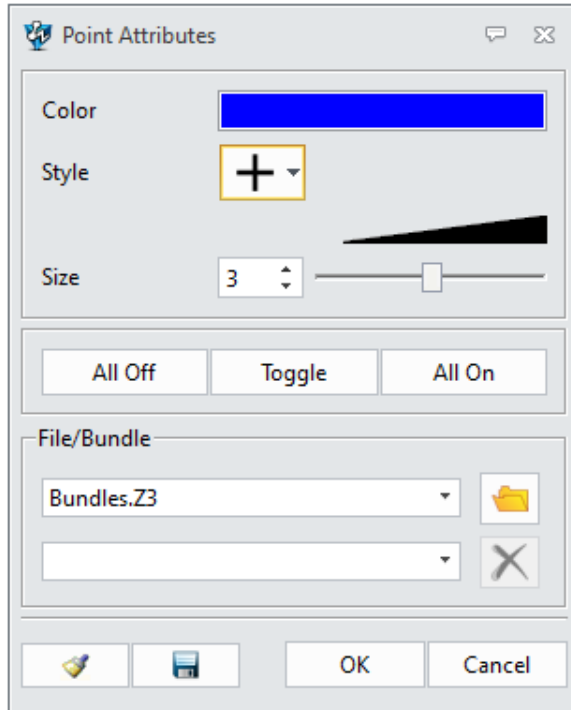 Point Attributes
Color
Style
Size
3
All Off Toggle All On
File/Bundle
Bundles.Z3
OK Cancel